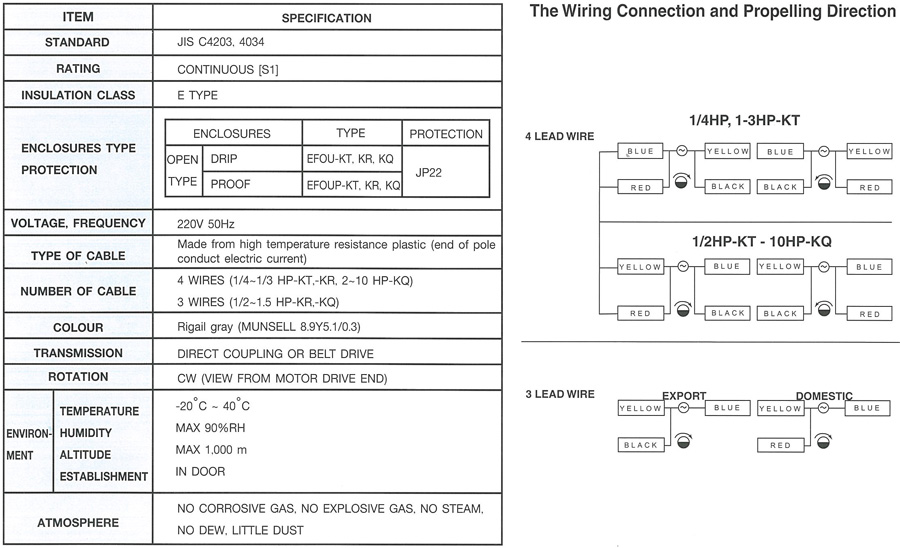 ITEM SPECIFICATION
STANDARD JIS C4203, 4034
RATING CONTINUOUS [S1]
INSULATION CLASS E TYPE
ENCLOSURES TYPE
PROTECTION
ENCLOSURES TYPE PROTECTION
OPEN TYPE DRIP EFOU-KT, KR, KQ JP22
PROOF EFOUP-KT, KR, KQ
VOLTAGE, FREQUENCY 220V 50Hz
TYPE OF CABLE Made from high temperature resistance plastic (end of pole
conduct electric current)
NUMBER OF CABLE 4 WIRES (1/4~1/3 HP-KT,-KR, 2~10 HP-KQ)
3 WIRES (1/2~1.5 HP-KR,-KQ)
COLOUR Rigail gray (MUNSELL 8.9Y5.1/0.3)
TRANSMISSION DIRECT COUPLING OR BELT DRIVE
ROTATION CW (VIEW FROM MOTOR DRIVE END)
ENVIRON-
MENT
TEMPERATURE -20°C ~ 40°C
HUMIDITY MAX 90%RH
ALTITUDE MAX 1,000 m
ESTABLISHMENT IN DOOR
ATMOSPHERE NO CORROSIVE GAS, NO EXPLOSIVE GAS, NO STEAM,
NO DEW, LITTLE DUST
The Wiring Connection and Propelling Direction
1/4HP, 1-3HP-KT
4 LEAD WIRE
BLUE YELLOW BLUE YELLOW
RED BLACK BLACK RED
1/2HP-KT - 10HP-KQ
YELLOW BLUE YELLOW BLUE
RED BLACK BLACK RED
3 LEAD WIRE
EXPORT DOMESTIC
YELLOW BLUE YELLOW BLUE
BLACK RED